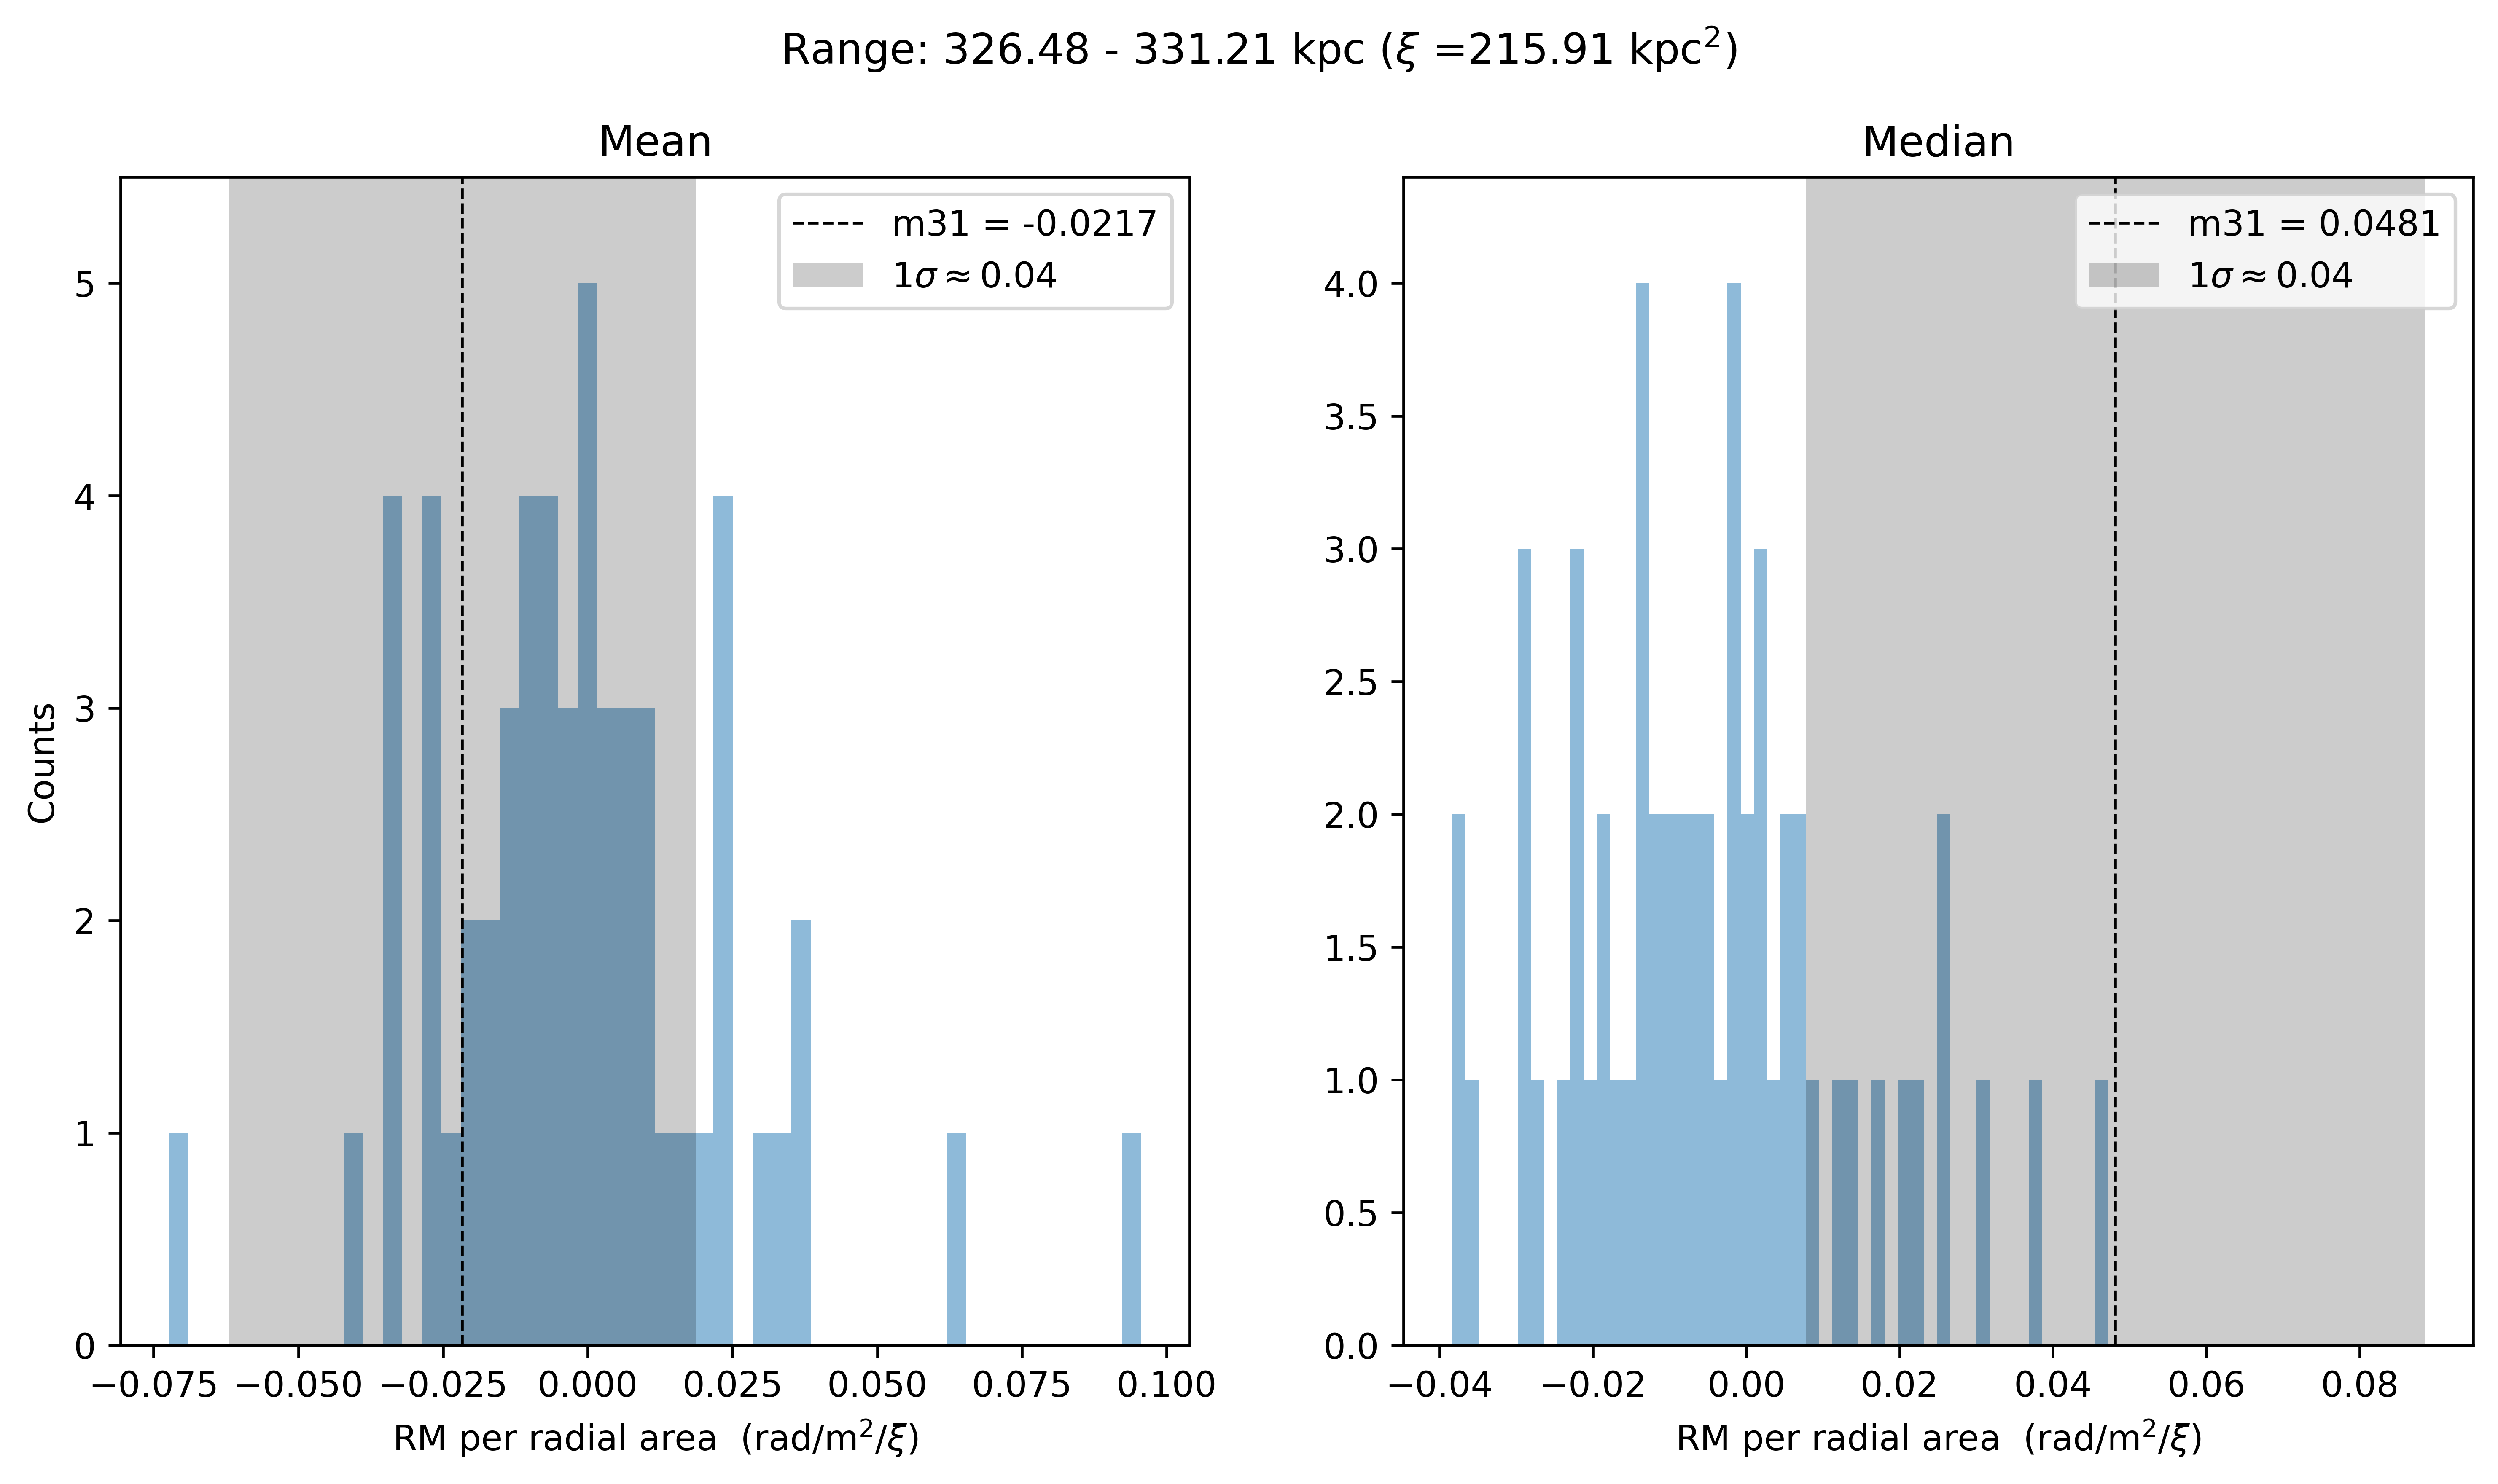 Range: 326.48 - 331.21 kpc (ξ =215.91 kpc²)
Mean
m31 = -0.0217
1σ ≈ 0.04
5
4
3
2
1
0
Counts
−0.075 −0.050 −0.025 0.000 0.025 0.050 0.075 0.100
RM per radial area (rad/m²/ξ)
Median
m31 = 0.0481
1σ ≈ 0.04
4.0
3.5
3.0
2.5
2.0
1.5
1.0
0.5
0.0
−0.04 −0.02 0.00 0.02 0.04 0.06 0.08
RM per radial area (rad/m²/ξ)